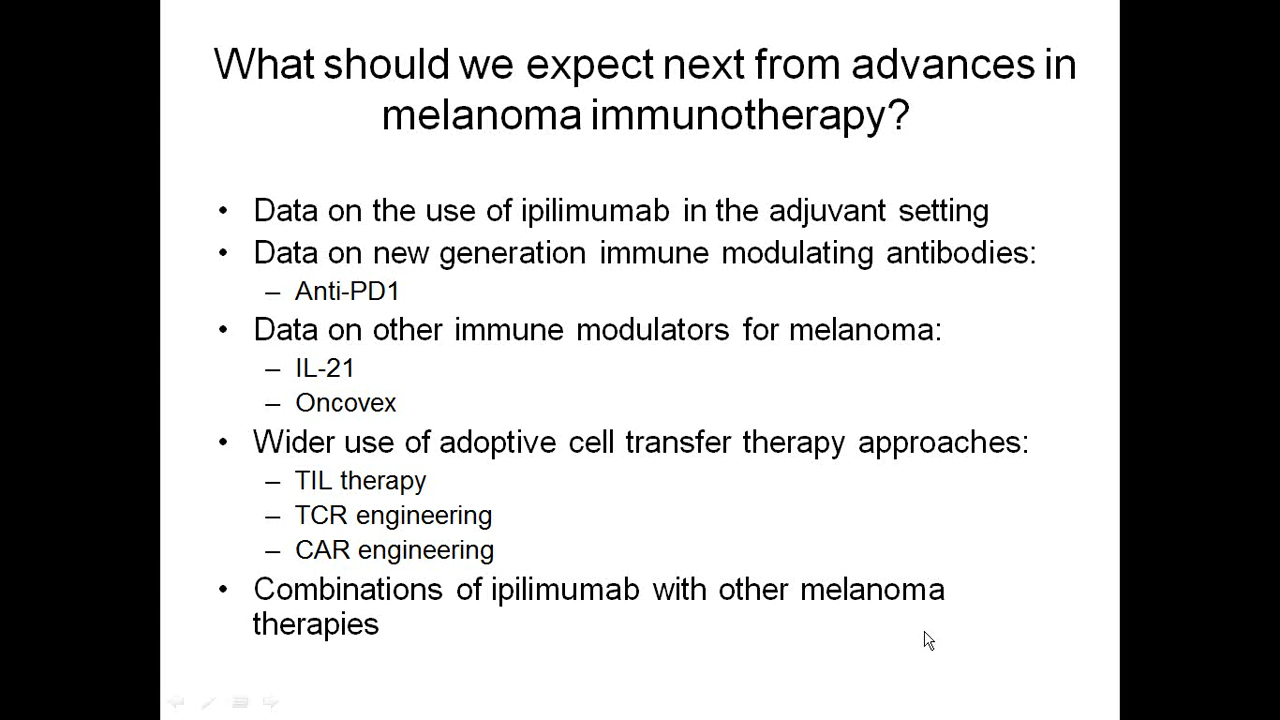 What should we expect next from advances in
melanoma immunotherapy?
• Data on the use of ipilimumab in the adjuvant setting
• Data on new generation immune modulating antibodies:
– Anti-PD1
• Data on other immune modulators for melanoma:
– IL-21
– Oncovex
• Wider use of adoptive cell transfer therapy approaches:
– TIL therapy
– TCR engineering
– CAR engineering
• Combinations of ipilimumab with other melanoma
therapies